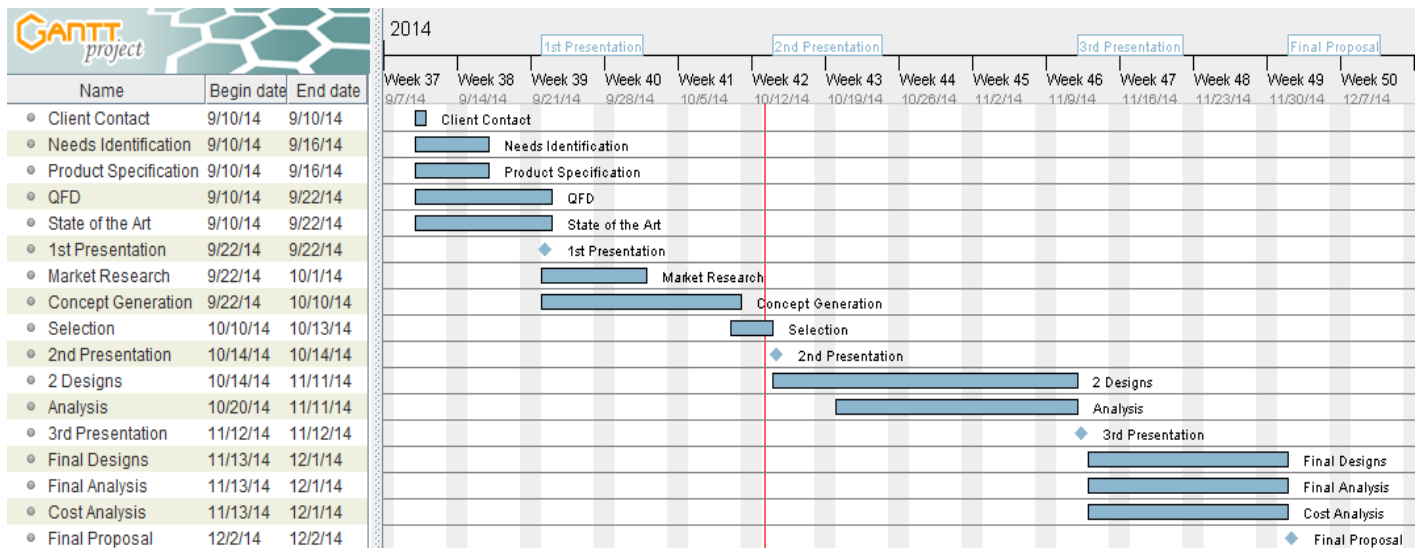 GANTT
project
2014
1st Presentation 2nd Presentation 3rd Presentation Final Proposal
Week 37 Week 38 Week 39 Week 40 Week 41 Week 42 Week 43 Week 44 Week 45 Week 46 Week 47 Week 48 Week 49 Week 50
9/7/14 9/14/14 9/21/14 9/28/14 10/5/14 10/12/14 10/19/14 10/26/14 11/2/14 11/9/14 11/16/14 11/23/14 11/30/14 12/7/14
Name Begin date End date
Client Contact 9/10/14 9/10/14 Client Contact
Needs Identification 9/10/14 9/16/14 Needs Identification
Product Specification 9/10/14 9/16/14 Product Specification
QFD 9/10/14 9/22/14 QFD
State of the Art 9/10/14 9/22/14 State of the Art
1st Presentation 9/22/14 9/22/14 1st Presentation
Market Research 9/22/14 10/1/14 Market Research
Concept Generation 9/22/14 10/10/14 Concept Generation
Selection 10/10/14 10/13/14 Selection
2nd Presentation 10/14/14 10/14/14 2nd Presentation
2 Designs 10/14/14 11/11/14 2 Designs
Analysis 10/20/14 11/11/14 Analysis
3rd Presentation 11/12/14 11/12/14 3rd Presentation
Final Designs 11/13/14 12/1/14 Final Designs
Final Analysis 11/13/14 12/1/14 Final Analysis
Cost Analysis 11/13/14 12/1/14 Cost Analysis
Final Proposal 12/2/14 12/2/14 Final Proposal